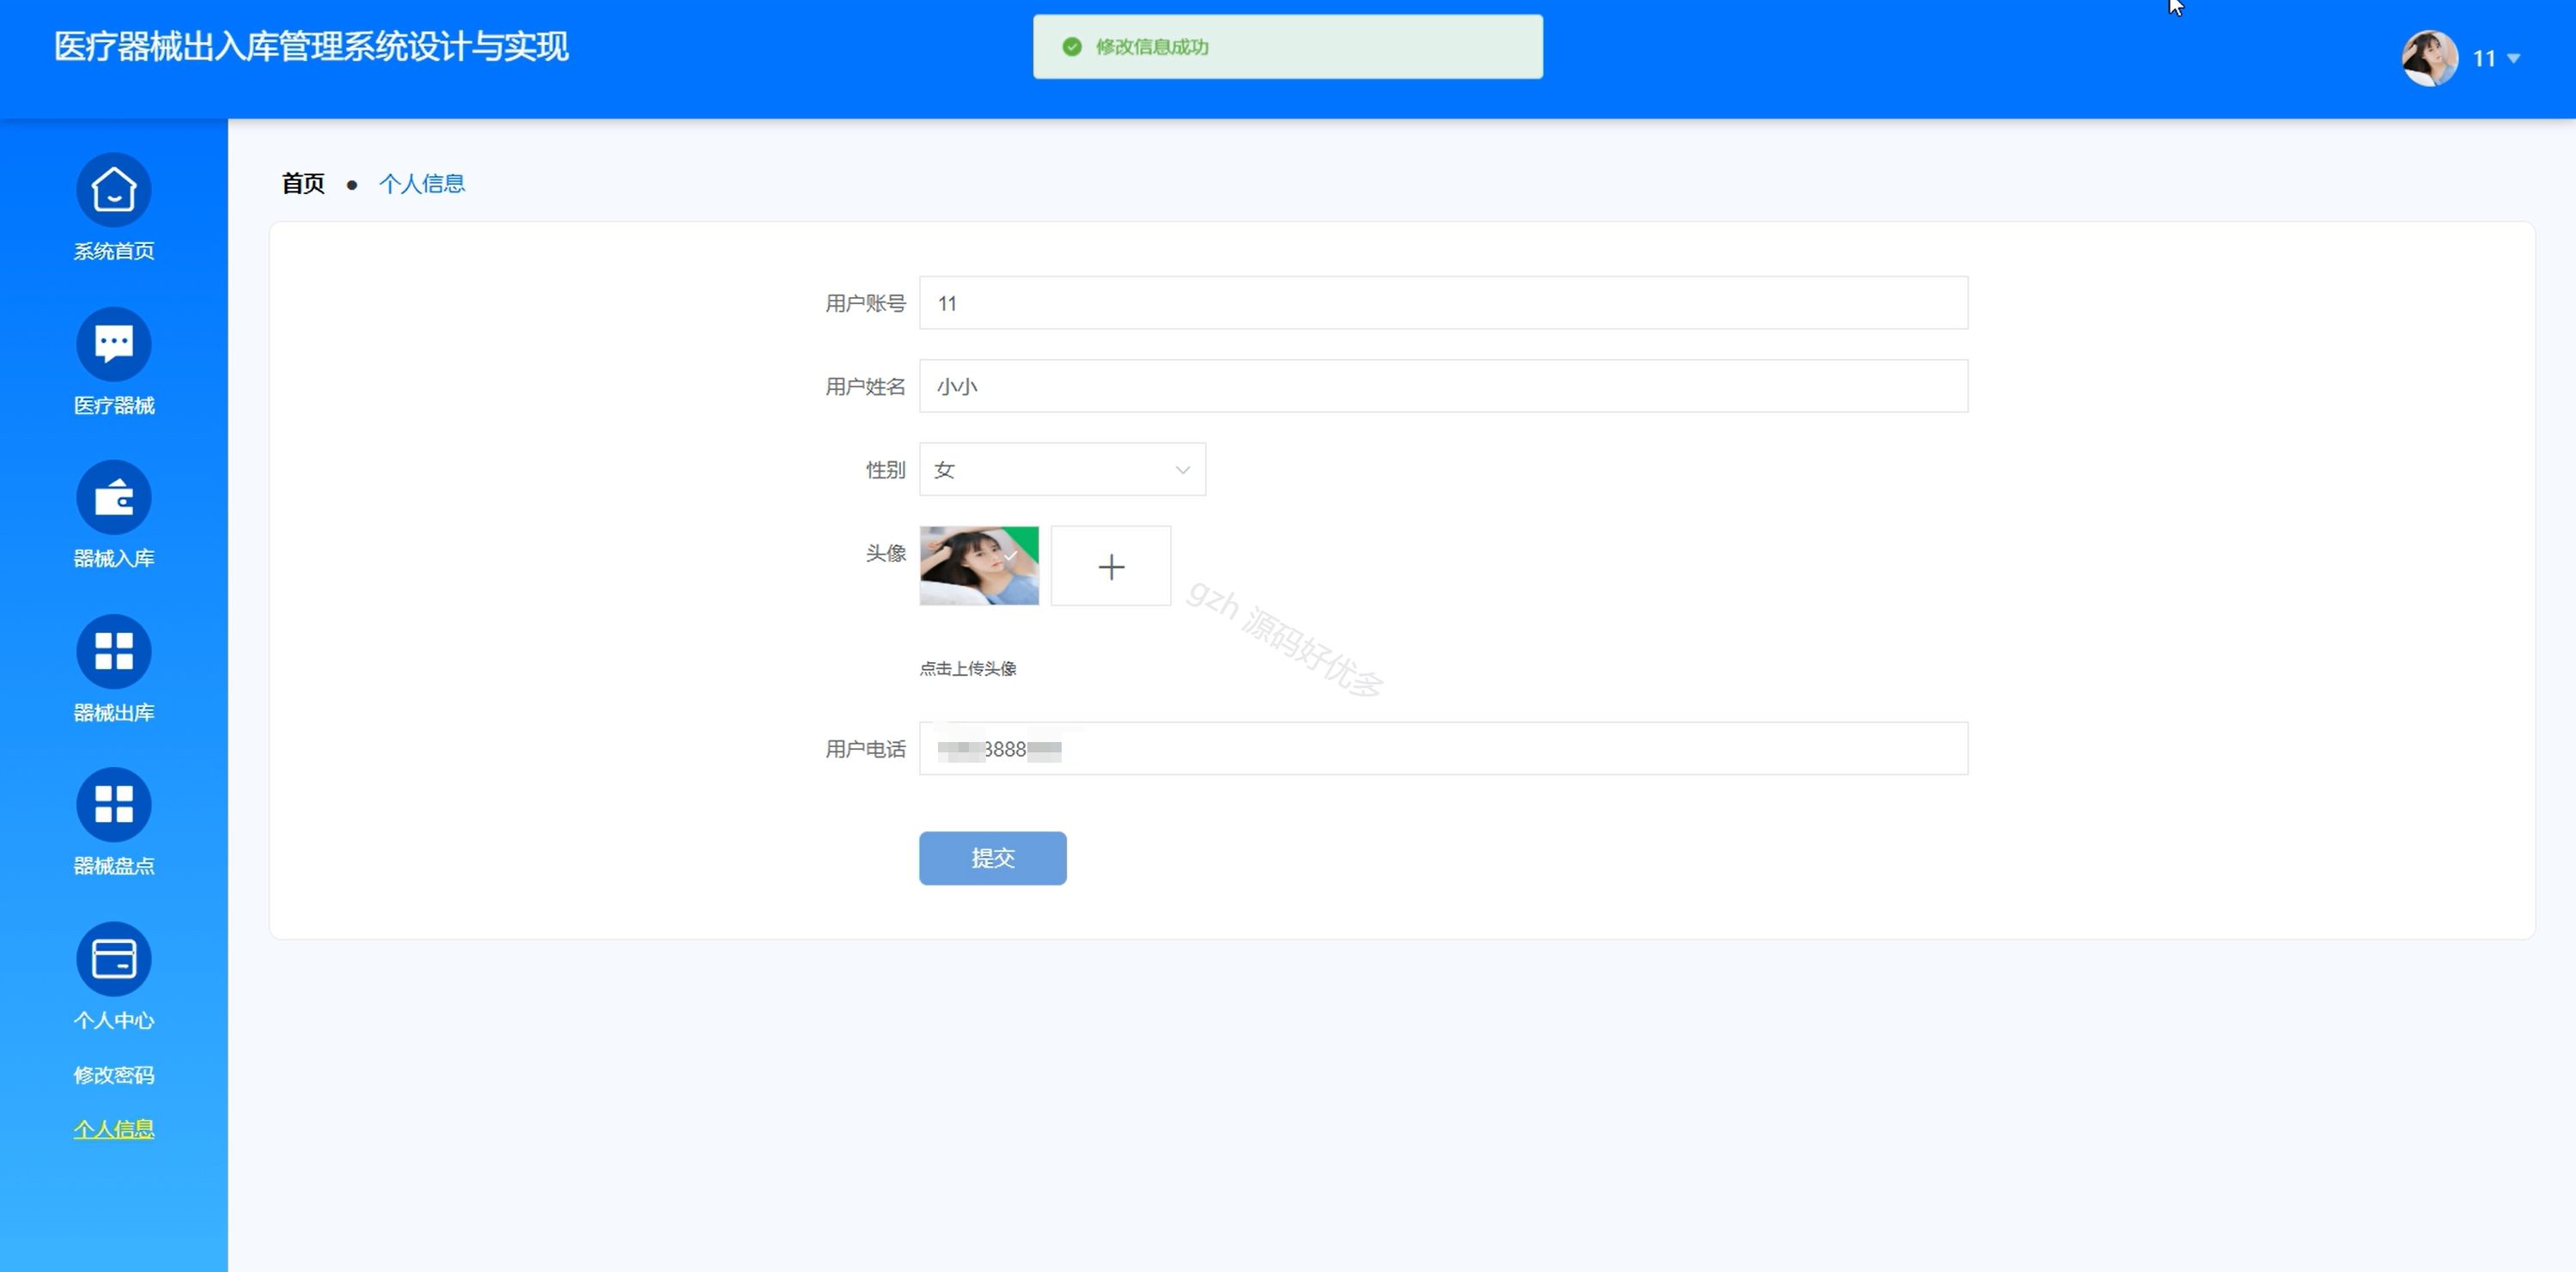 医疗器械出入库管理系统设计与实现
修改信息成功
11
系统首页
医疗器械
器械入库
器械出库
器械盘点
个人中心
修改密码
个人信息
首页 ● 个人信息
用户账号 11
用户姓名 小小
性别 女
头像
点击上传头像
用户电话 8888
提交
gzh 源码好优多